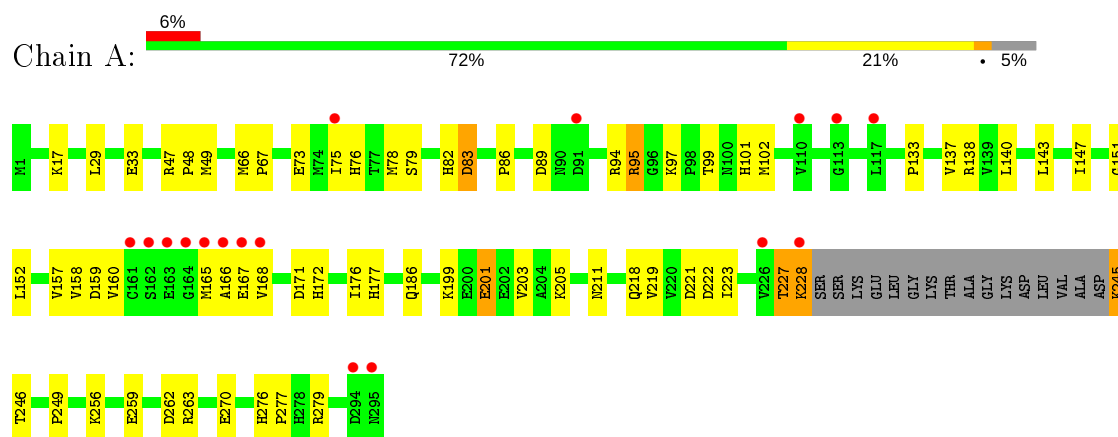 6%
Chain A:
72% 21% • 5%
M1 K17 L29 E33 R47 P48 M49 M66 P67 E73 M74 I75 H76 T77 M78 S79 H82 D83 P86 D89 N90 D91 R94 R95 G96 K97 P98 T99 N100 H101 M102 V110 G113 L117 P133 V137 R138 V139 L140 L143 I147 G151
L152 V157 V158 D159 V160 C161 S162 E163 G164 M165 A166 E167 V168 D171 H172 I176 H177 Q186 K199 E200 E201 E202 V203 A204 K205 N211 Q218 V219 V220 D221 D222 I223 V226 T227 K228 SER SER LYS GLU LEU GLY LYS THR ALA GLY LYS ASP LEU VAL ALA ASP K245
T246 P249 K256 E259 D262 R263 E270 H276 P277 H278 R279 D294 N295